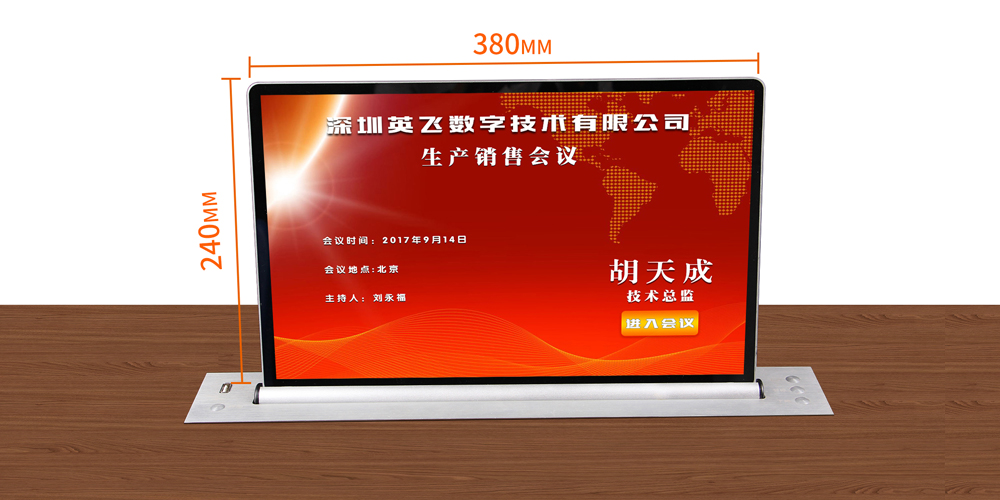 380MM
240MM
深圳英飞数字技术有限公司
生产销售会议
会议时间：2017年9月14日
会议地点:北京
主持人：刘永福
胡天成
技术总监
进入会议